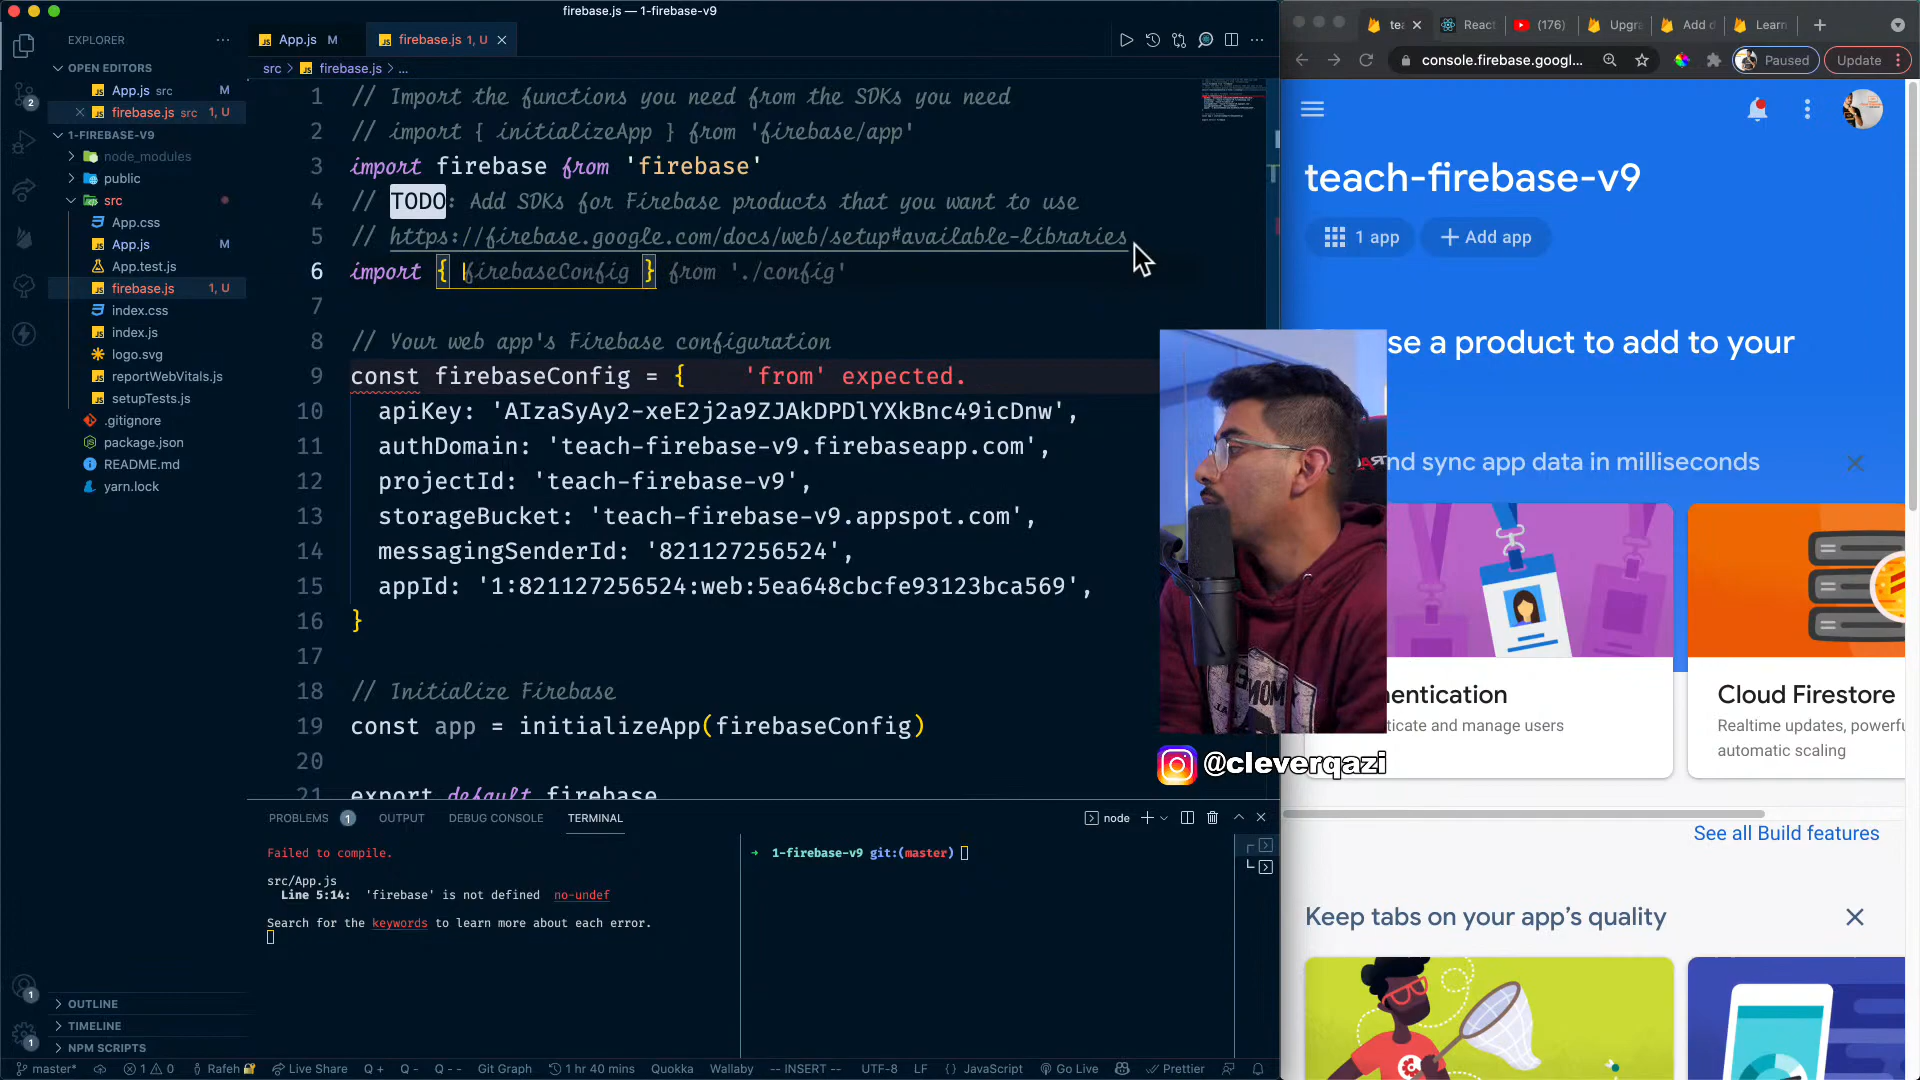 firebase.js — 1-firebase-v9
EXPLORER
OPEN EDITORS
App.js src M
firebase.js src 1, U
1-FIREBASE-V9
node_modules
public
src
App.css
App.js M
App.test.js
firebase.js 1, U
index.css
index.js
logo.svg
reportWebVitals.js
setupTests.js
.gitignore
package.json
README.md
yarn.lock
OUTLINE
TIMELINE
NPM SCRIPTS
2
1
1
App.js M
firebase.js 1, U
src > firebase.js > ...
1 // Import the functions you need from the SDKs you need
2 // import { initializeApp } from 'firebase/app'
3 import firebase from 'firebase'
4 // TODO: Add SDKs for Firebase products that you want to use
5 // https://firebase.google.com/docs/web/setup#available-libraries
6 import { firebaseConfig } from './config'
7
8 // Your web app's Firebase configuration
9 const firebaseConfig = { 'from' expected.
10 apiKey: 'AIzaSyAy2-xeE2j2a9ZJAkDPDlYXkBnc49icDnw',
11 authDomain: 'teach-firebase-v9.firebaseapp.com',
12 projectId: 'teach-firebase-v9',
13 storageBucket: 'teach-firebase-v9.appspot.com',
14 messagingSenderId: '821127256524',
15 appId: '1:821127256524:web:5ea648cbcfe93123bca569',
16 }
17
18 // Initialize Firebase
19 const app = initializeApp(firebaseConfig)
20
21 export default firebase
PROBLEMS 1 OUTPUT DEBUG CONSOLE TERMINAL
node
Failed to compile.
src/App.js
Line 5:14: 'firebase' is not defined no-undef
Search for the keywords to learn more about each error.
→ 1-firebase-v9 git:(master)
master* 1 0 Rafeh Live Share Q + Q - Q - - Git Graph 1 hr 40 mins Quokka Wallaby -- INSERT -- UTF-8 LF { } JavaScript Go Live Prettier
te
React
(176)
Upgra
Add d
Learn
console.firebase.googl...
Paused
Update
teach-firebase-v9
1 app
+ Add app
se a product to add to your
nd sync app data in milliseconds
entication
ticate and manage users
Cloud Firestore
Realtime updates, powerfu
automatic scaling
@cleverqazi
See all Build features
Keep tabs on your app's quality